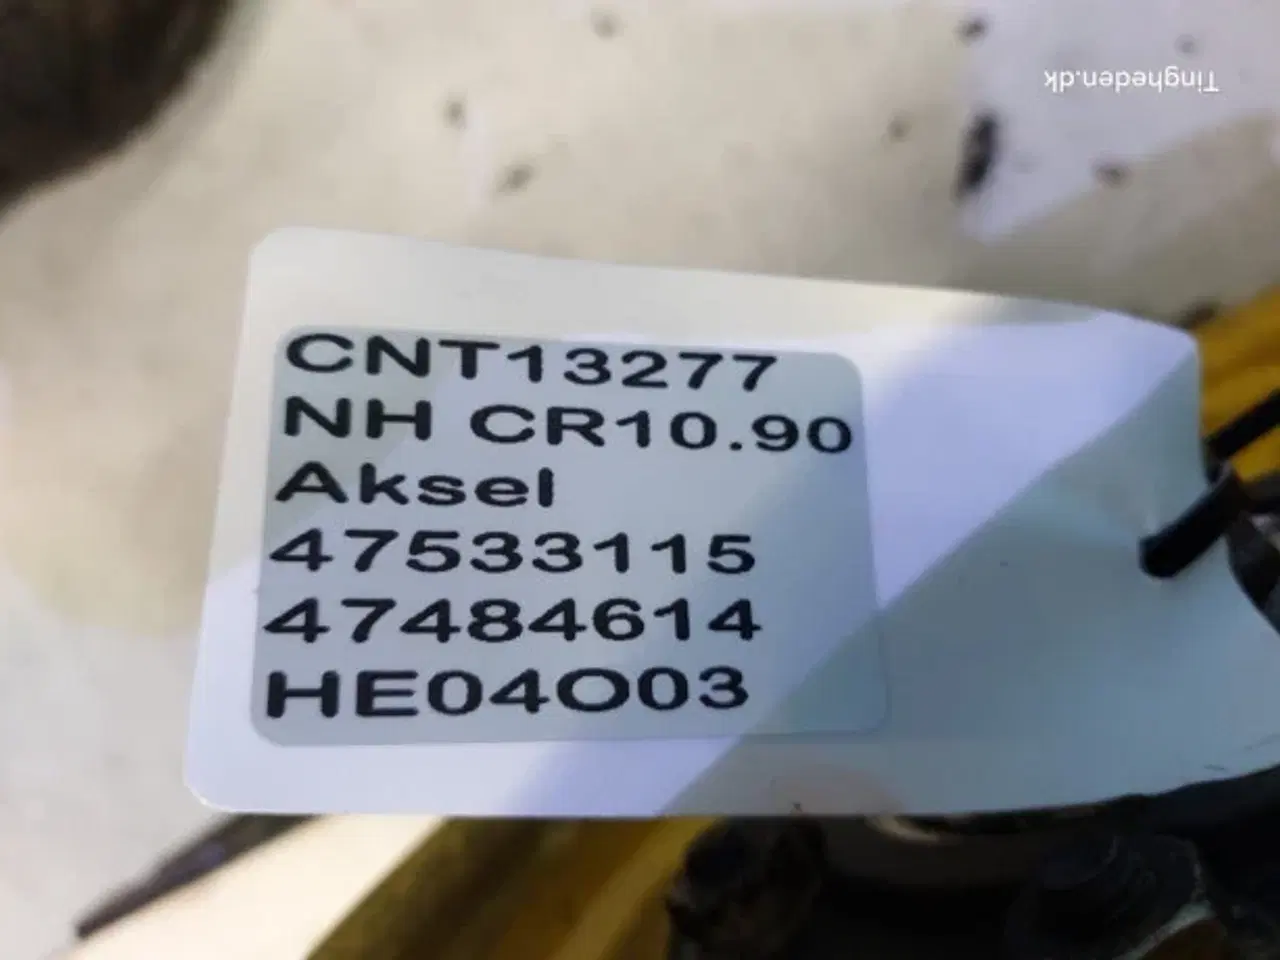 Tingheden.dk
CNT13277
NH CR10.90
Aksel
47533115
47484614
HE04O03